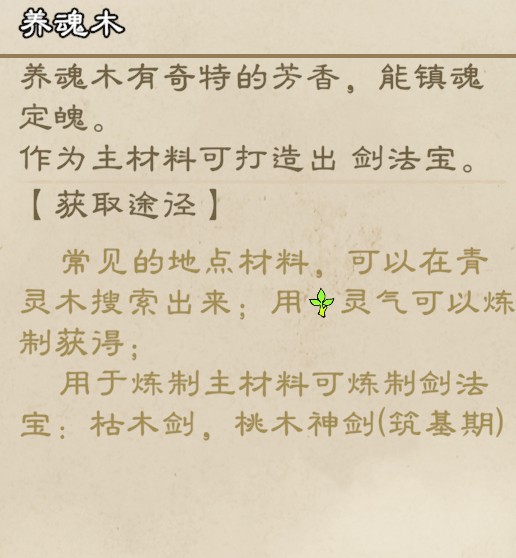 养魂木
养魂木有奇特的芳香，能镇魂
定魄。
作为主材料可打造出 剑法宝。
【获取途径】
常见的地点材料，可以在青
灵木搜索出来；用灵气可以炼
制获得；
用于炼制主材料可炼制剑法
宝：枯木剑，桃木神剑(筑基期)